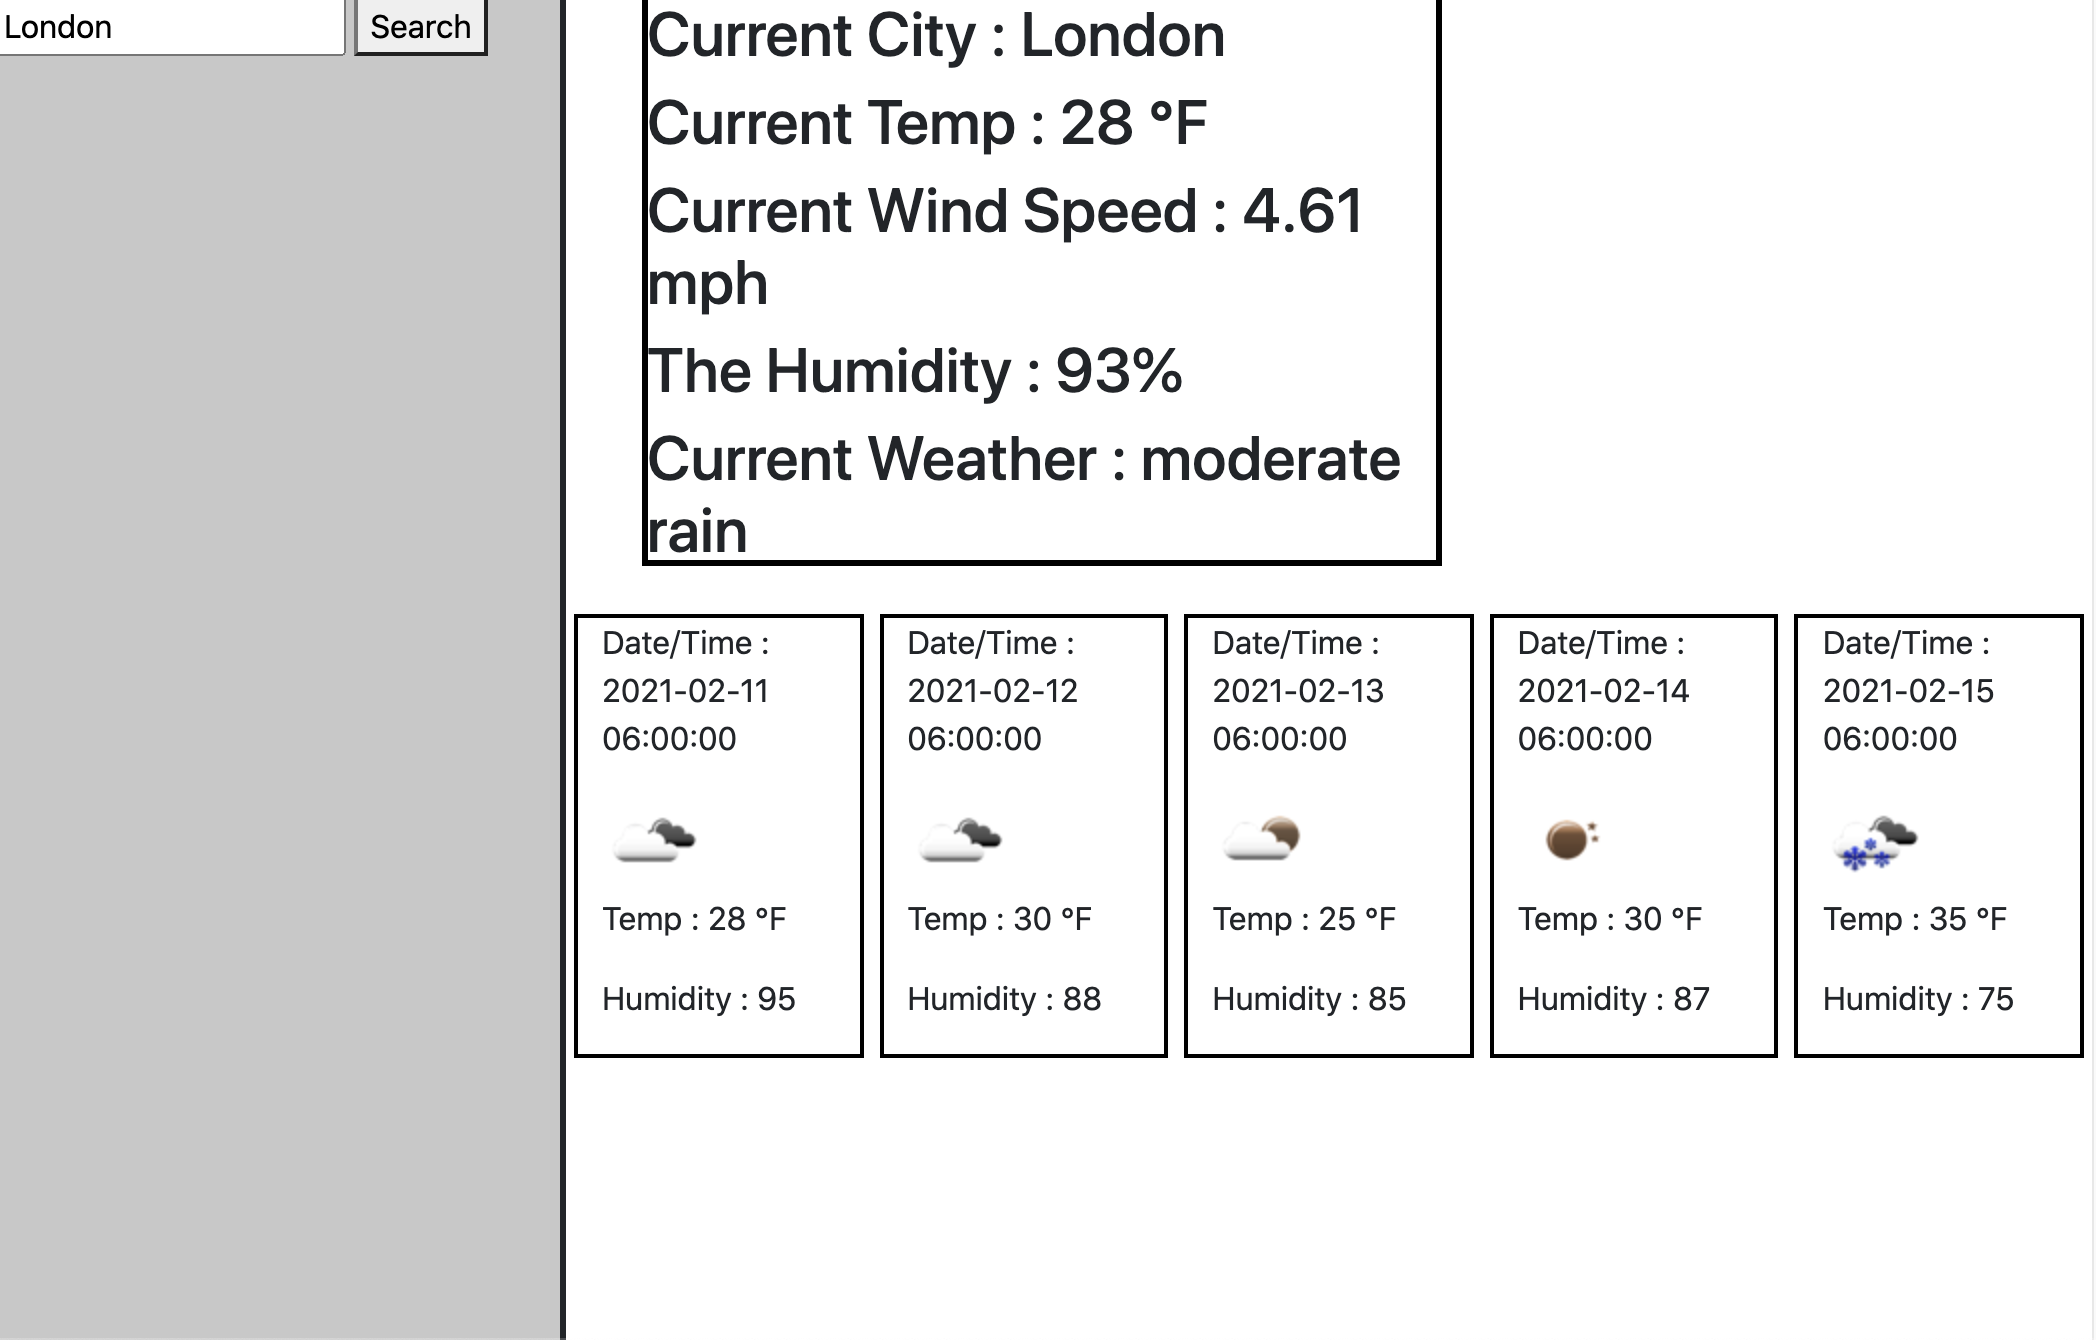 London
Search
Current City : London
Current Temp : 28 °F
Current Wind Speed : 4.61
mph
The Humidity : 93%
Current Weather : moderate
rain
Date/Time :
2021-02-11
06:00:00
Temp : 28 °F
Humidity : 95
Date/Time :
2021-02-12
06:00:00
Temp : 30 °F
Humidity : 88
Date/Time :
2021-02-13
06:00:00
Temp : 25 °F
Humidity : 85
Date/Time :
2021-02-14
06:00:00
Temp : 30 °F
Humidity : 87
Date/Time :
2021-02-15
06:00:00
Temp : 35 °F
Humidity : 75